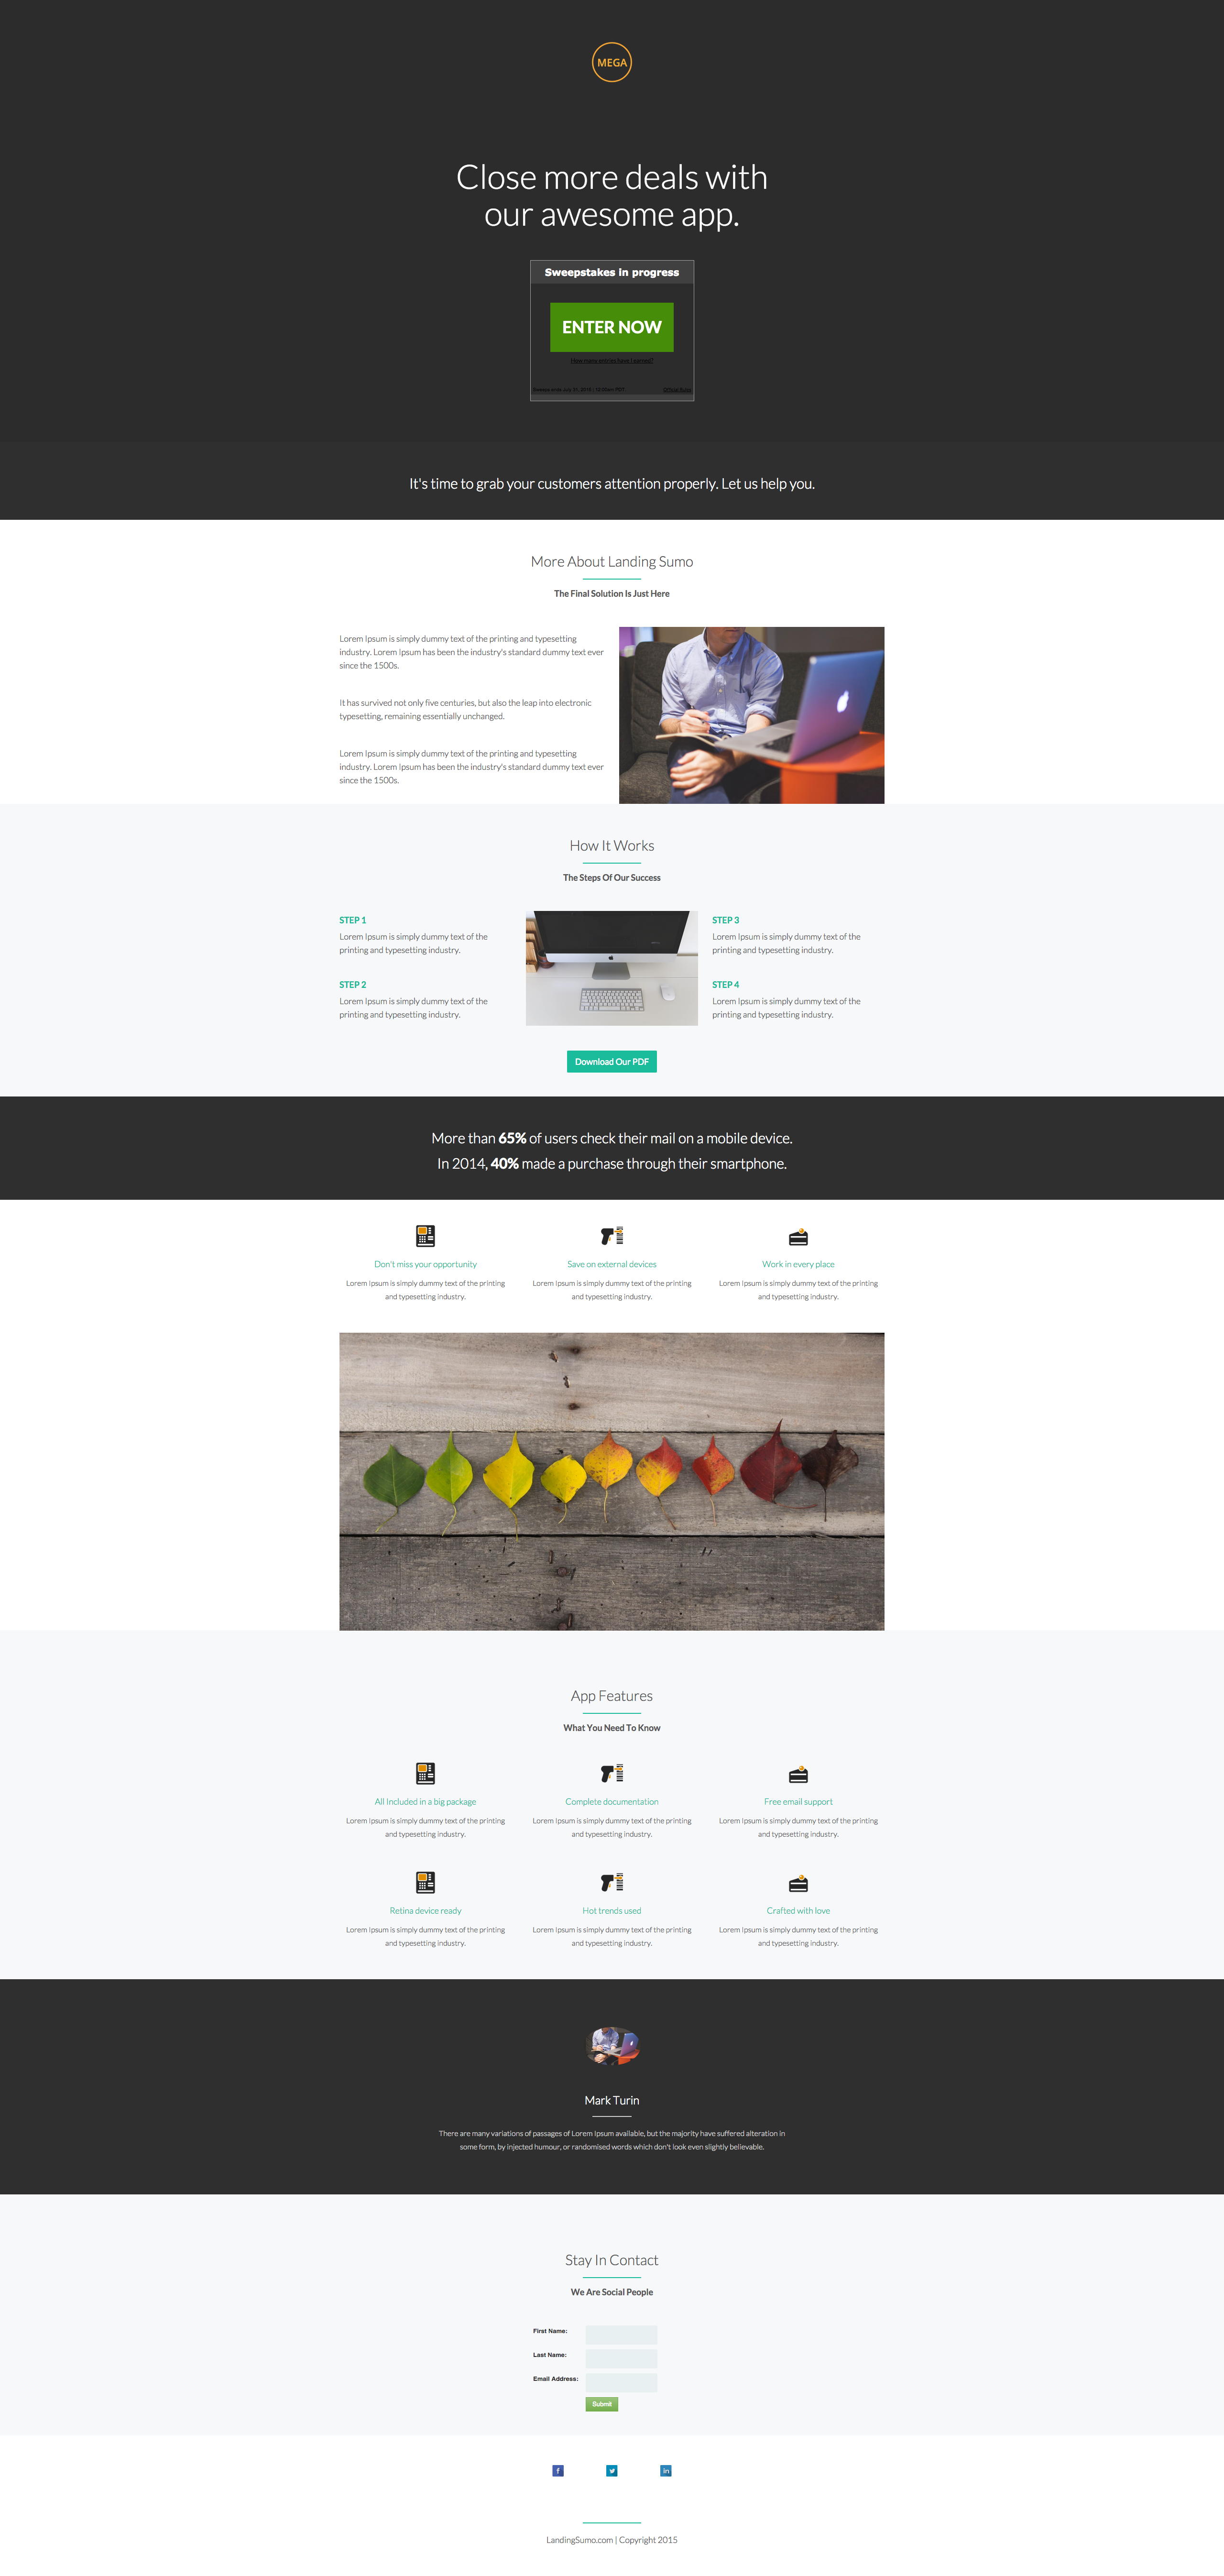 MEGA
Close more deals with
our awesome app.
Sweepstakes in progress
ENTER NOW
How many entries have I earned?
Sweeps ends July 31, 2015 | 12:00am PDT
Official Rules
It's time to grab your customers attention properly. Let us help you.
More About Landing Sumo
The Final Solution Is Just Here
Lorem Ipsum is simply dummy text of the printing and typesetting
industry. Lorem Ipsum has been the industry's standard dummy text ever
since the 1500s.
It has survived not only five centuries, but also the leap into electronic
typesetting, remaining essentially unchanged.
Lorem Ipsum is simply dummy text of the printing and typesetting
industry. Lorem Ipsum has been the industry's standard dummy text ever
since the 1500s.
How It Works
The Steps Of Our Success
STEP 1
Lorem Ipsum is simply dummy text of the
printing and typesetting industry.
STEP 2
Lorem Ipsum is simply dummy text of the
printing and typesetting industry.
STEP 3
Lorem Ipsum is simply dummy text of the
printing and typesetting industry.
STEP 4
Lorem Ipsum is simply dummy text of the
printing and typesetting industry.
Download Our PDF
More than 65% of users check their mail on a mobile device.
In 2014, 40% made a purchase through their smartphone.
Don't miss your opportunity
Lorem Ipsum is simply dummy text of the printing
and typesetting industry.
Save on external devices
Lorem Ipsum is simply dummy text of the printing
and typesetting industry.
Work in every place
Lorem Ipsum is simply dummy text of the printing
and typesetting industry.
App Features
What You Need To Know
All Included in a big package
Lorem Ipsum is simply dummy text of the printing
and typesetting industry.
Complete documentation
Lorem Ipsum is simply dummy text of the printing
and typesetting industry.
Free email support
Lorem Ipsum is simply dummy text of the printing
and typesetting industry.
Retina device ready
Lorem Ipsum is simply dummy text of the printing
and typesetting industry.
Hot trends used
Lorem Ipsum is simply dummy text of the printing
and typesetting industry.
Crafted with love
Lorem Ipsum is simply dummy text of the printing
and typesetting industry.
Mark Turin
There are many variations of passages of Lorem Ipsum available, but the majority have suffered alteration in
some form, by injected humour, or randomised words which don't look even slightly believable.
Stay In Contact
We Are Social People
First Name:
Last Name:
Email Address:
Submit
LandingSumo.com | Copyright 2015